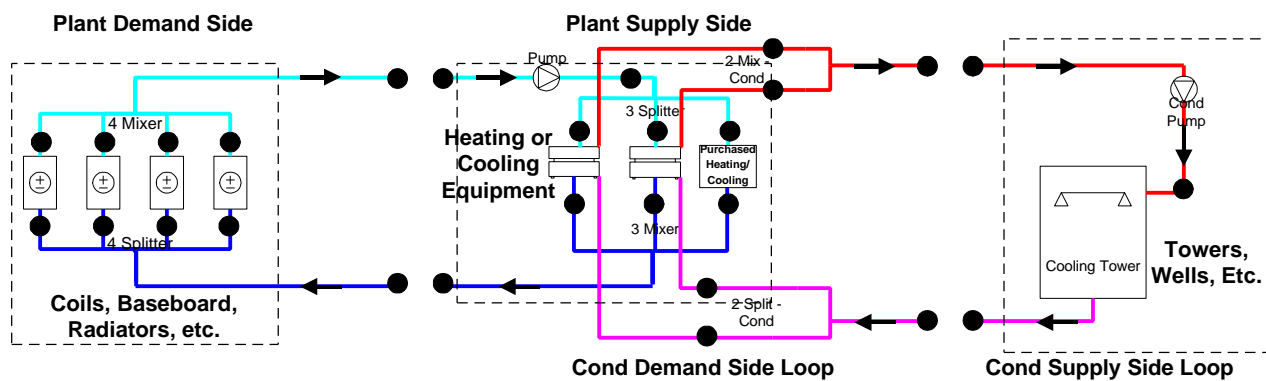 Plant Demand Side
Plant Supply Side
Pump
2 Mix -
Cond
4 Mixer
3 Splitter
Heating or
Cooling
Equipment
Purchased
Heating/
Cooling
Cond
Pump
4 Splitter
3 Mixer
Coils, Baseboard,
Radiators, etc.
2 Split -
Cond
Cooling Tower
Towers,
Wells, Etc.
Cond Demand Side Loop
Cond Supply Side Loop